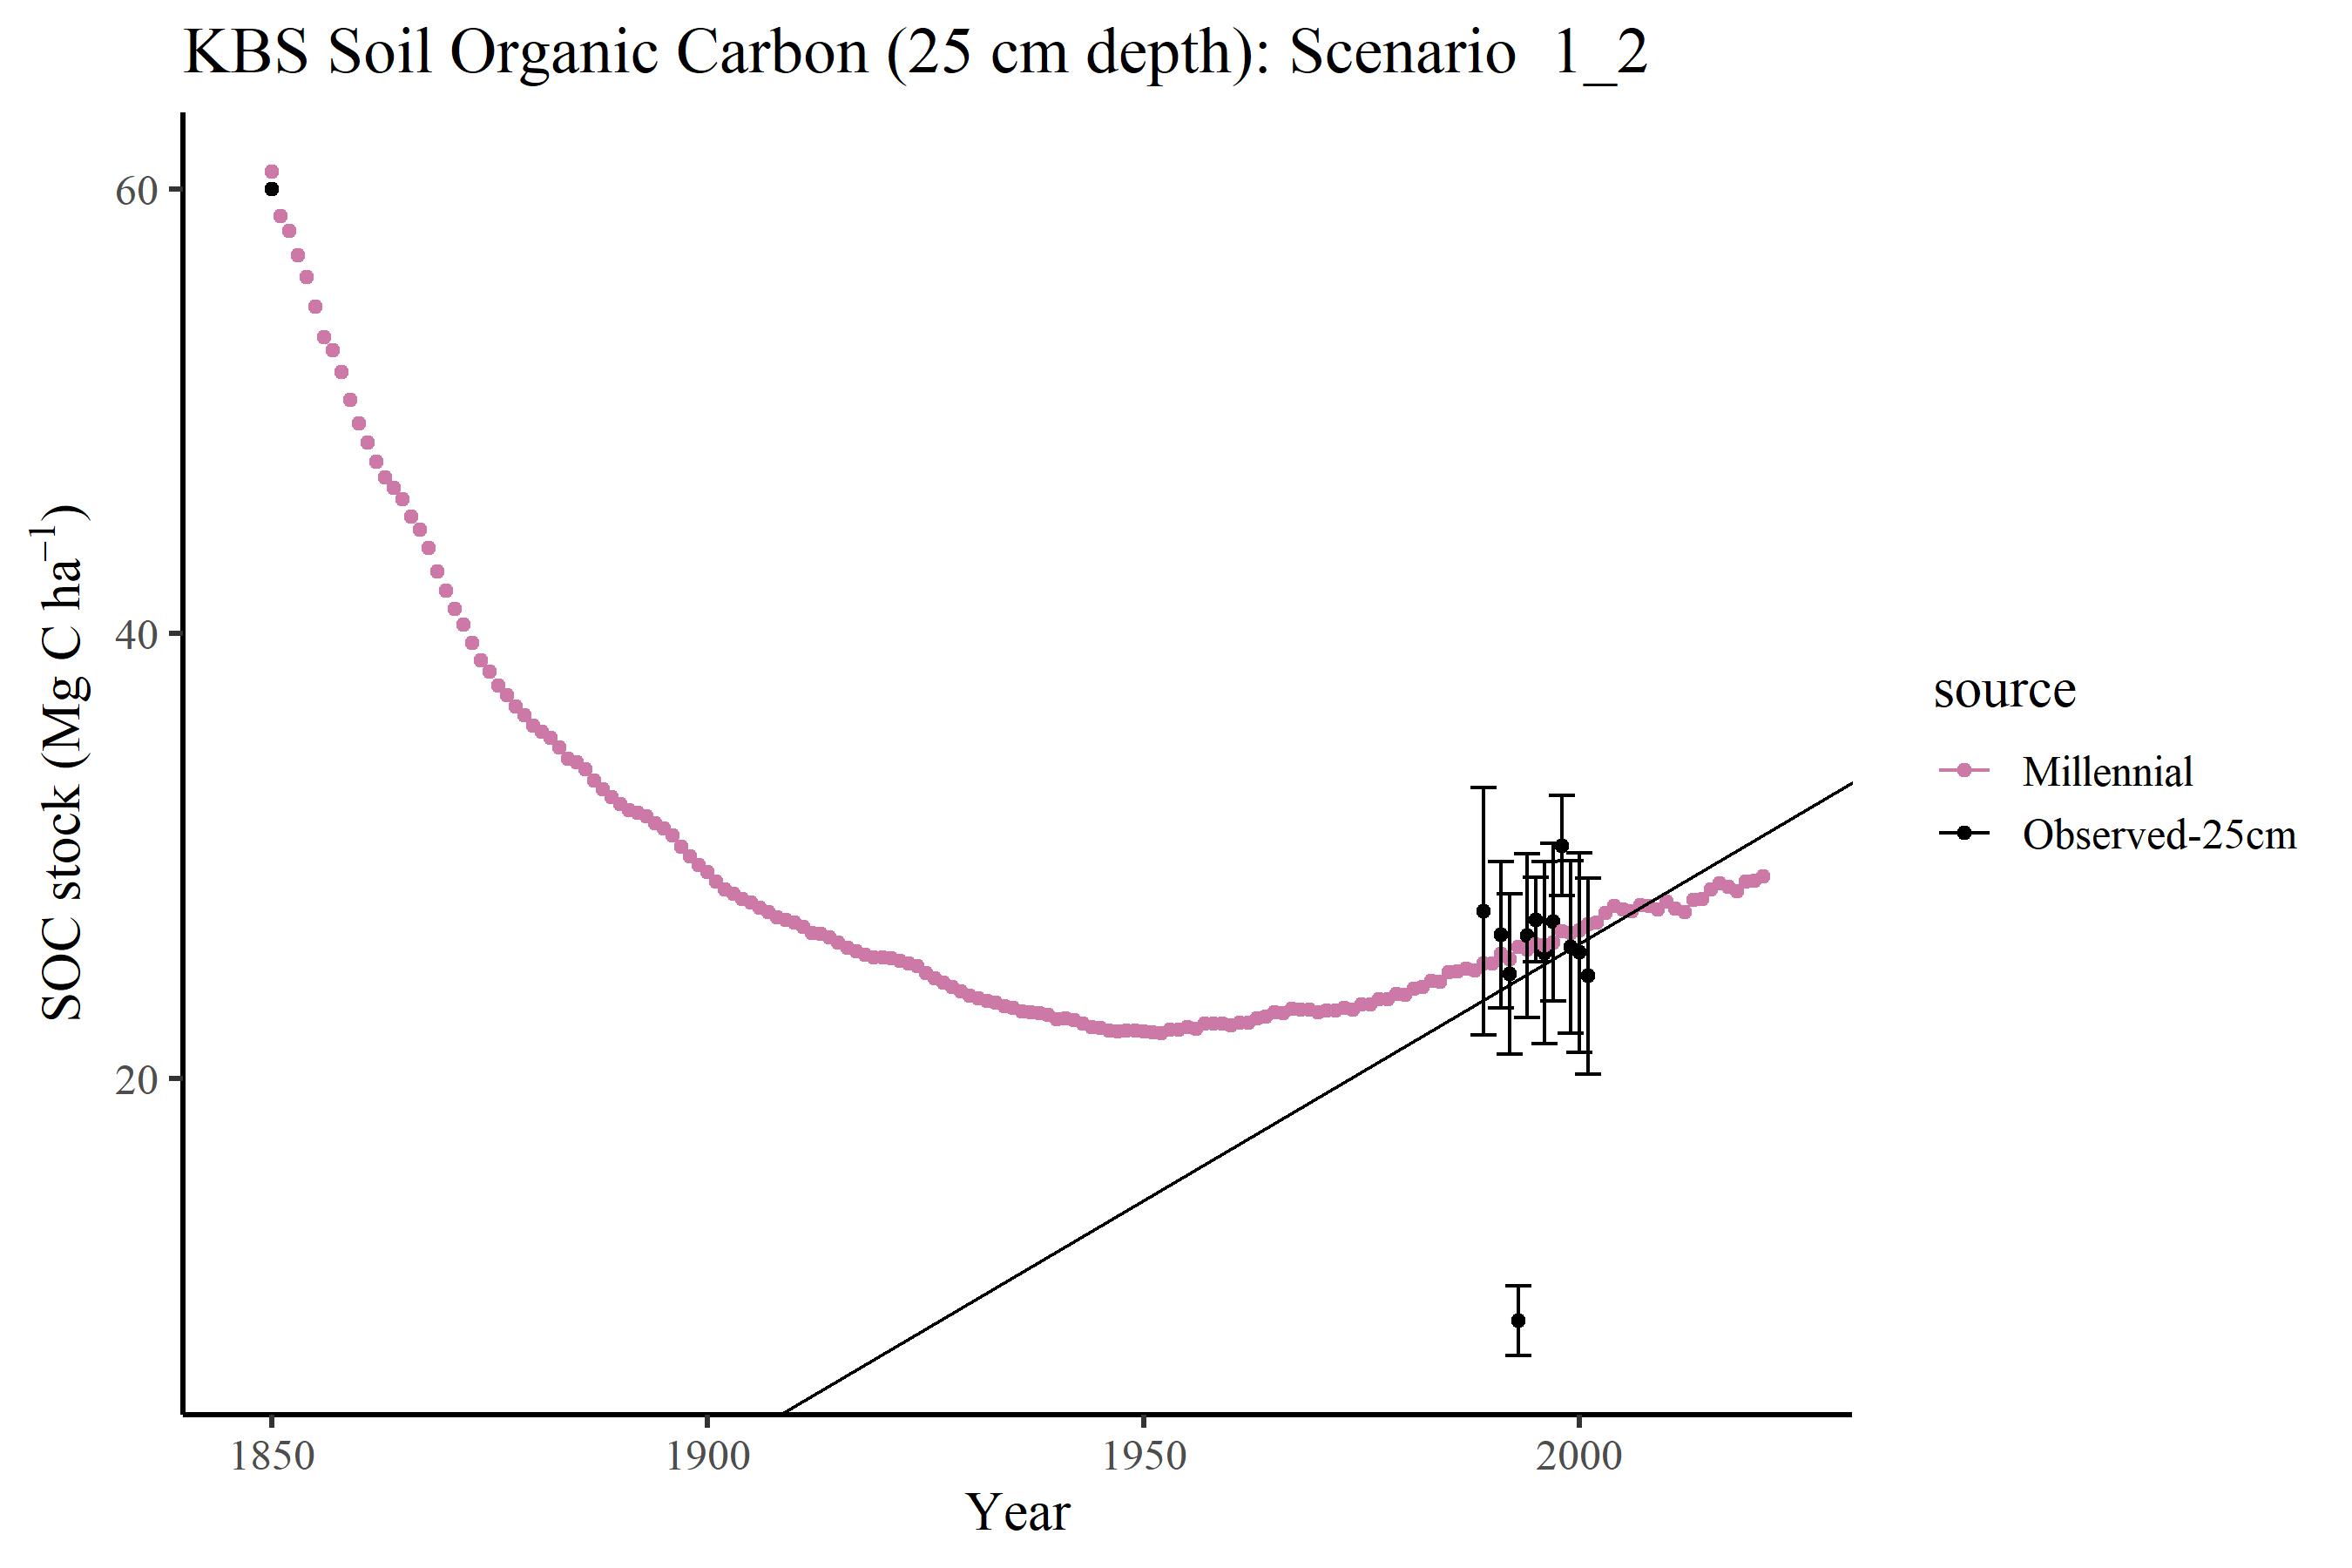 KBS Soil Organic Carbon (25 cm depth): Scenario  1_2
SOC stock (Mg C ha⁻¹)
60
40
20
1850
1900
1950
2000
Year
source
Millennial
Observed-25cm